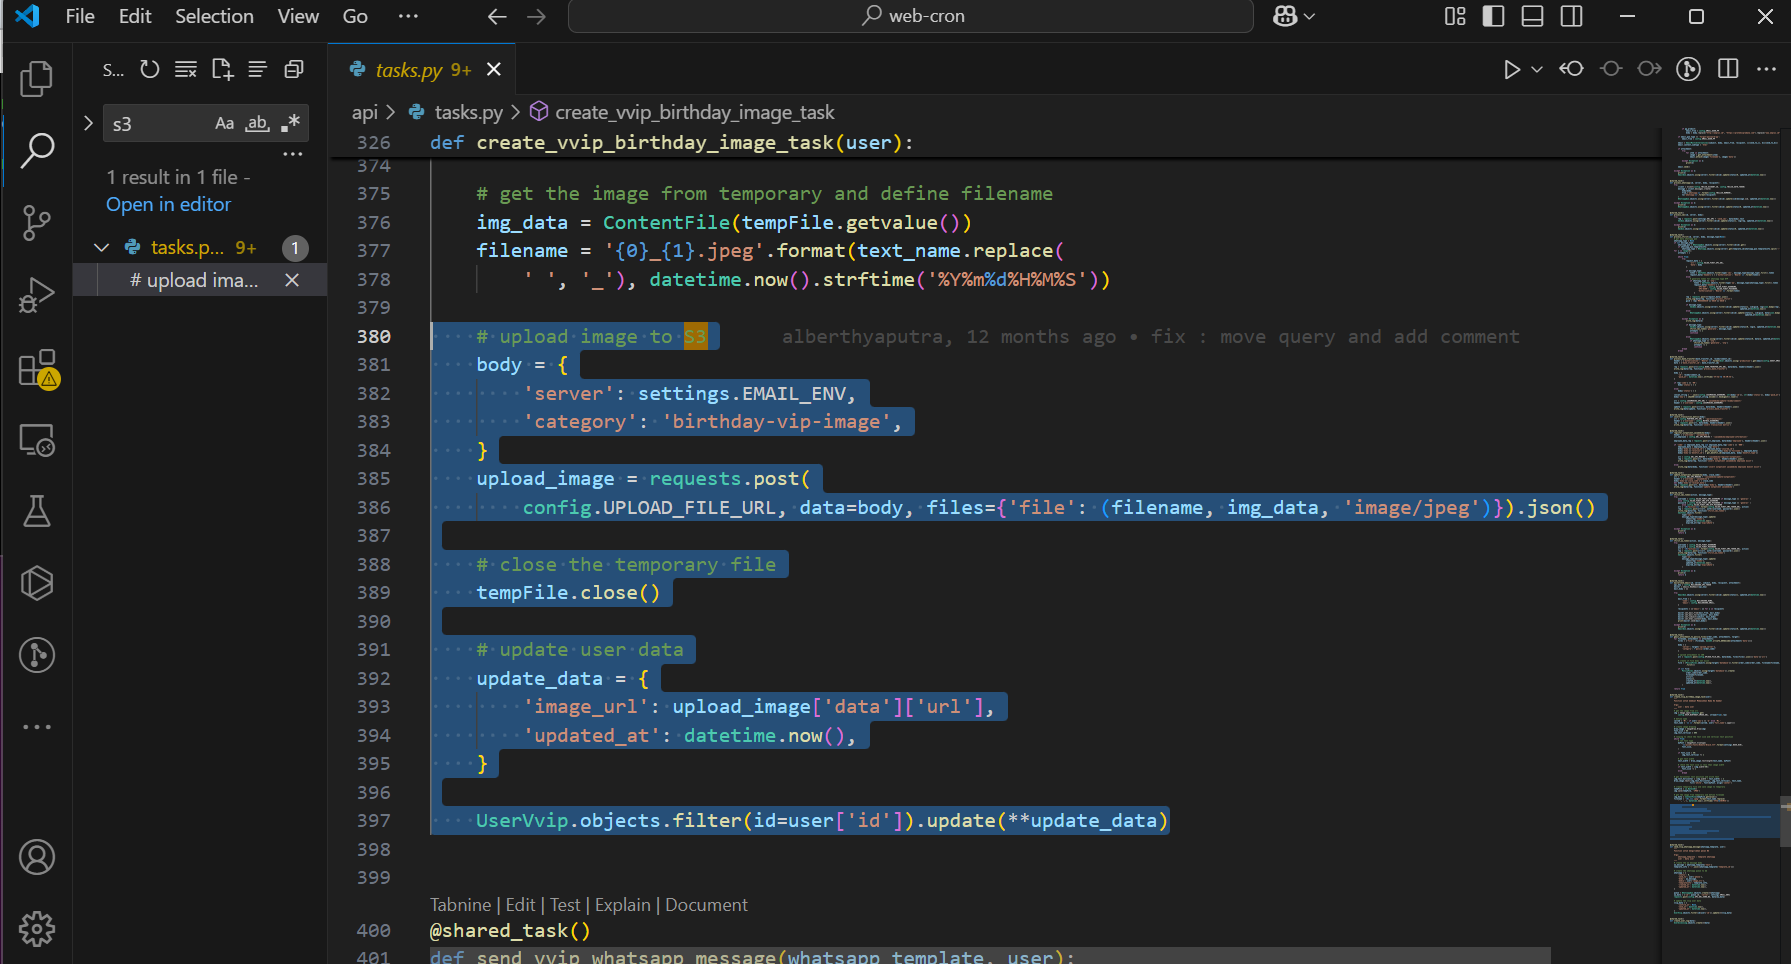 File Edit Selection View Go ··· web-cron
S... tasks.py 9+
s3 Aa ab
api > tasks.py > create_vvip_birthday_image_task
1 result in 1 file -
Open in editor
tasks.p... 9+ 1
# upload ima...
326 def create_vvip_birthday_image_task(user):
374
375 # get the image from temporary and define filename
376 img_data = ContentFile(tempFile.getvalue())
377 filename = '{0}_{1}.jpeg'.format(text_name.replace(
378 ' ', '_'), datetime.now().strftime('%Y%m%d%H%M%S'))
379
380 # upload image to S3 alberthyaputra, 12 months ago • fix : move query and add comment
381 body = {
382 'server': settings.EMAIL_ENV,
383 'category': 'birthday-vip-image',
384 }
385 upload_image = requests.post(
386 config.UPLOAD_FILE_URL, data=body, files={'file': (filename, img_data, 'image/jpeg')}).json()
387
388 # close the temporary file
389 tempFile.close()
390
391 # update user data
392 update_data = {
393 'image_url': upload_image['data']['url'],
394 'updated_at': datetime.now(),
395 }
396
397 UserVvip.objects.filter(id=user['id']).update(**update_data)
398
399
Tabnine | Edit | Test | Explain | Document
400 @shared_task()
401 def send_vvip_whatsapp_message(whatsapp_template, user):